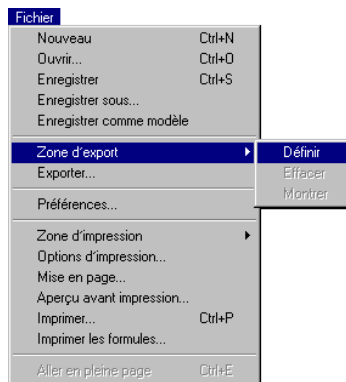 Fichier
Nouveau Ctrl+N
Ouvrir... Ctrl+O
Enregistrer Ctrl+S
Enregistrer sous...
Enregistrer comme modèle
Zone d'export
Définir
Exporter...
Effacer
Montrer
Préférences...
Zone d'impression
Options d'impression...
Mise en page...
Aperçu avant impression...
Imprimer... Ctrl+P
Imprimer les formules...
Aller en pleine page Ctrl+E